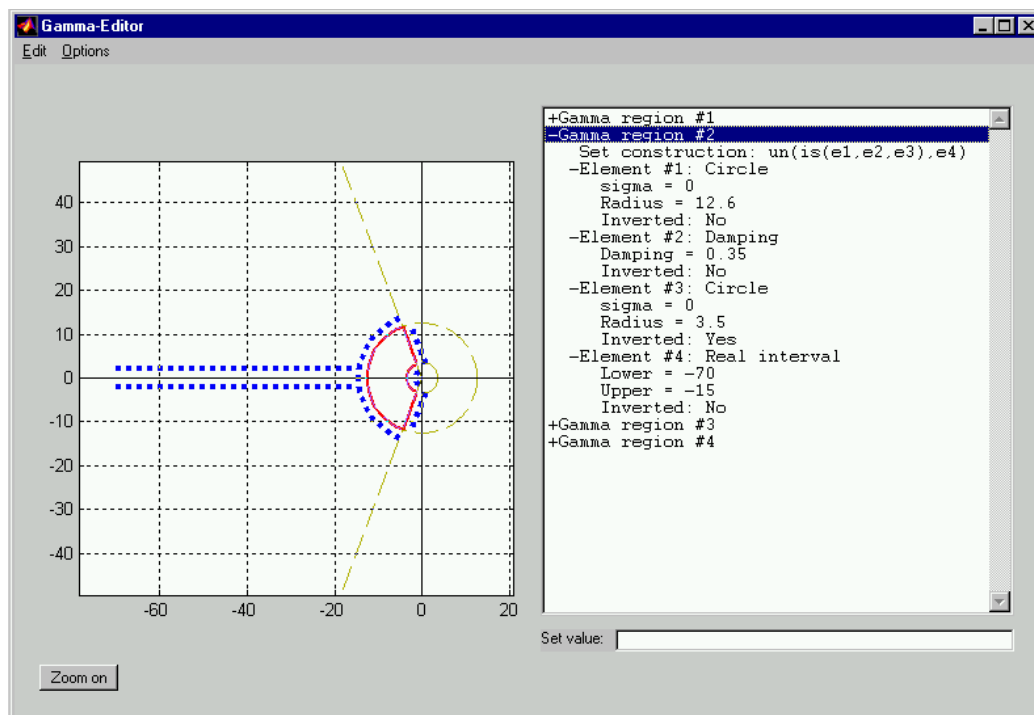 Gamma-Editor
Edit Options
+Gamma region #1
-Gamma region #2
Set construction: un(is(e1,e2,e3),e4)
-Element #1: Circle
sigma = 0
Radius = 12.6
Inverted: No
-Element #2: Damping
Damping = 0.35
Inverted: No
-Element #3: Circle
sigma = 0
Radius = 3.5
Inverted: Yes
-Element #4: Real interval
Lower = -70
Upper = -15
Inverted: No
+Gamma region #3
+Gamma region #4
40
30
20
10
0
-10
-20
-30
-40
-60 -40 -20 0 20
Set value:
Zoom on